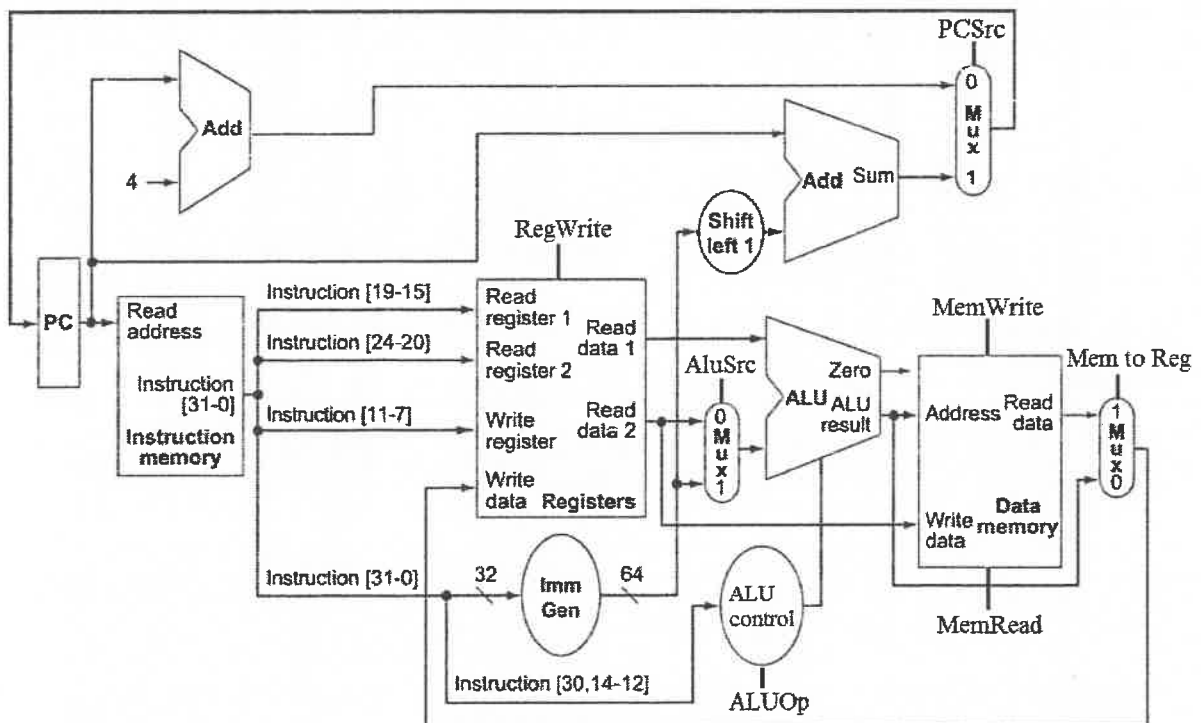 PCSrc
0
Mux
1
Add
4
Add Sum
Shift
left 1
RegWrite
PC
Read
address
Instruction
[31-0]
Instruction
memory
Instruction [19-15]
Instruction [24-20]
Instruction [11-7]
Instruction [31-0]
Read
register 1
Read
register 2
Write
register
Write
data
Registers
Read
data 1
Read
data 2
AluSrc
0
Mux
1
Zero
ALU
ALU
result
MemWrite
Address
Read
data
Write
data
Data
memory
MemRead
Mem to Reg
1
Mux
0
32
Imm
Gen
64
ALU
control
ALUOp
Instruction [30,14-12]